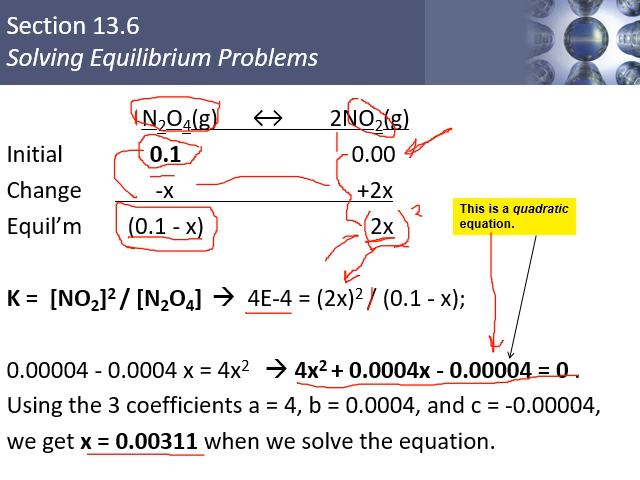 Section 13.6
Solving Equilibrium Problems
N₂O₄(g) ↔ 2NO₂(g)
Initial 0.1 0.00
Change -x +2x
Equil'm (0.1 - x) 2x 2
This is a quadratic
equation.
K = [NO₂]² / [N₂O₄] → 4E-4 = (2x)² / (0.1 - x);
0.00004 - 0.0004 x = 4x² → 4x² + 0.0004x - 0.00004 = 0 .
Using the 3 coefficients a = 4, b = 0.0004, and c = -0.00004,
we get x = 0.00311 when we solve the equation.